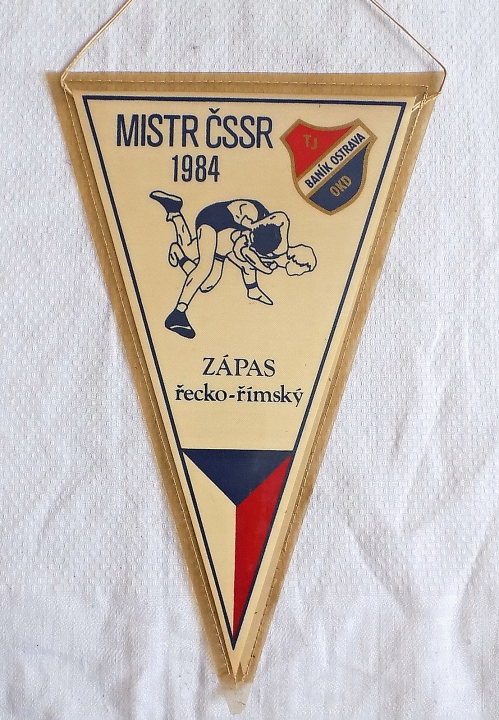 MISTR ČSSR
1984
TJ
BANÍK OSTRAVA
OKD
ZÁPAS
řecko-římský